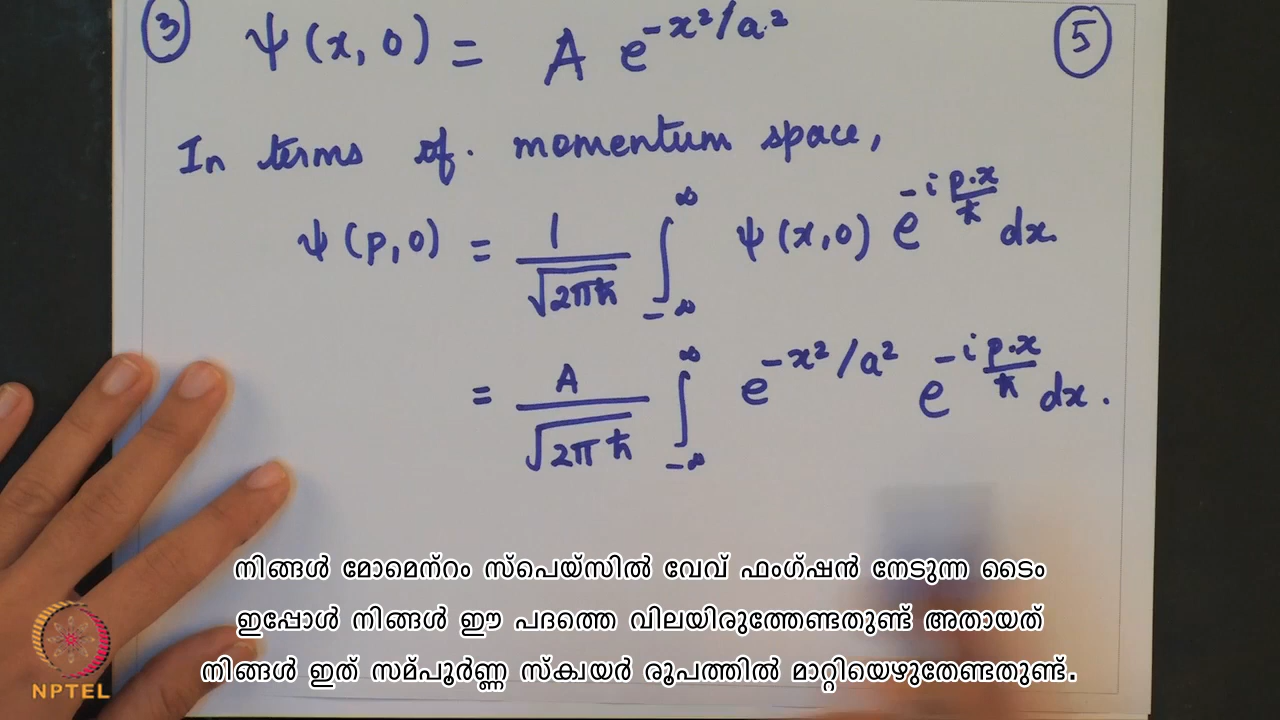 ③ ψ(x,0) = A e^{-x²/a²} ⑤
In terms of. momentum space,
ψ(p,0) = 1/√(2πħ) ∫_{-∞}^{∞} ψ(x,0) e^{-i p.x/ħ} dx.
= A/√(2πħ) ∫_{-∞}^{∞} e^{-x²/a²} e^{-i p.x/ħ} dx.
നിങ്ങൾ മോമെന്റം സ്പെയ്സിൽ വേവ് ഫംഗ്ഷൻ നേടുന്ന ടൈം
ഇപ്പോൾ നിങ്ങൾ ഈ പദത്തെ വിലയിരുത്തേണ്ടതുണ്ട് അതായത്
നിങ്ങൾ ഇത് സമ്പൂർണ്ണ സ്ക്വയർ രൂപത്തിൽ മാറ്റിയെഴുതേണ്ടതുണ്ട്.
NPTEL